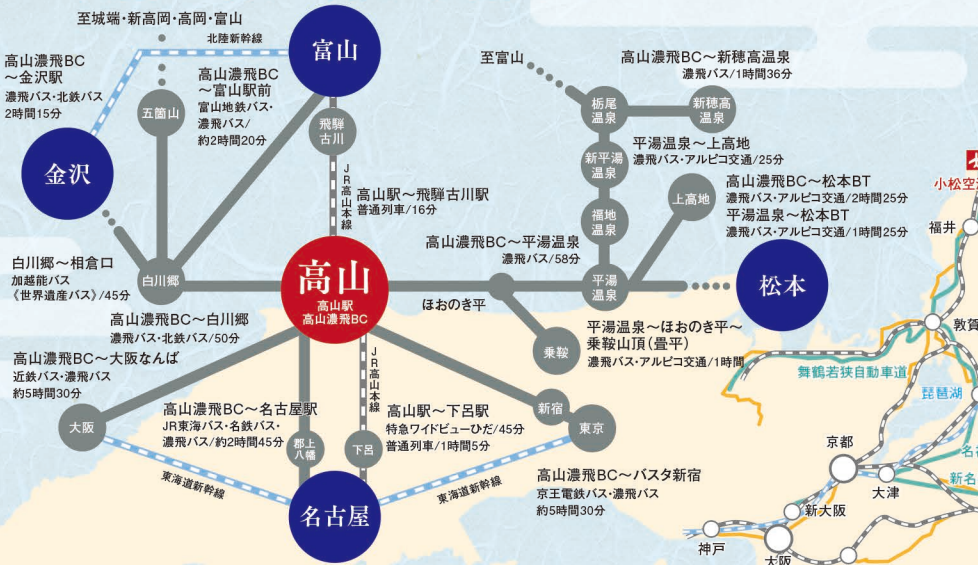 至城端・新高岡・高岡・富山
北陸新幹線
富山
高山濃飛BC
～金沢駅
濃飛バス・北鉄バス
2時間15分
五箇山
高山濃飛BC
～富山駅前
富山地鉄バス・
濃飛バス/
約2時間20分
飛騨
古川
金沢
JR高山本線
高山駅～飛騨古川駅
普通列車/16分
至富山
高山濃飛BC～新穂高温泉
濃飛バス/1時間36分
栃尾
温泉
新穂高
温泉
新平湯
温泉
平湯温泉～上高地
濃飛バス・アルピコ交通/25分
福地
温泉
上高地
高山濃飛BC～松本BT
濃飛バス・アルピコ交通/2時間25分
平湯温泉～松本BT
濃飛バス・アルピコ交通/1時間25分
高山濃飛BC～平湯温泉
濃飛バス/58分
白川郷～相倉口
加越能バス
《世界遺産バス》/45分
白川郷
高山
高山駅
高山濃飛BC
ほおのき平
平湯
温泉
松本
高山濃飛BC～白川郷
濃飛バス・北鉄バス/50分
乗鞍
平湯温泉～ほおのき平～
乗鞍山頂(畳平)
濃飛バス・アルピコ交通/1時間
高山濃飛BC～大阪なんば
近鉄バス・濃飛バス
約5時間30分
大阪
高山濃飛BC～名古屋駅
JR東海バス・名鉄バス・
濃飛バス/約2時間45分
郡上
八幡
JR高山本線
下呂
高山駅～下呂駅
特急ワイドビューひだ/45分
普通列車/1時間5分
新宿
東京
東海道新幹線
名古屋
東海道新幹線
高山濃飛BC～バスタ新宿
京王電鉄バス・濃飛バス
約5時間30分
小松空
福井
敦賀
舞鶴若狭自動車道
琵琶湖
京都
名神
新名
大津
新大阪
神戸
大阪